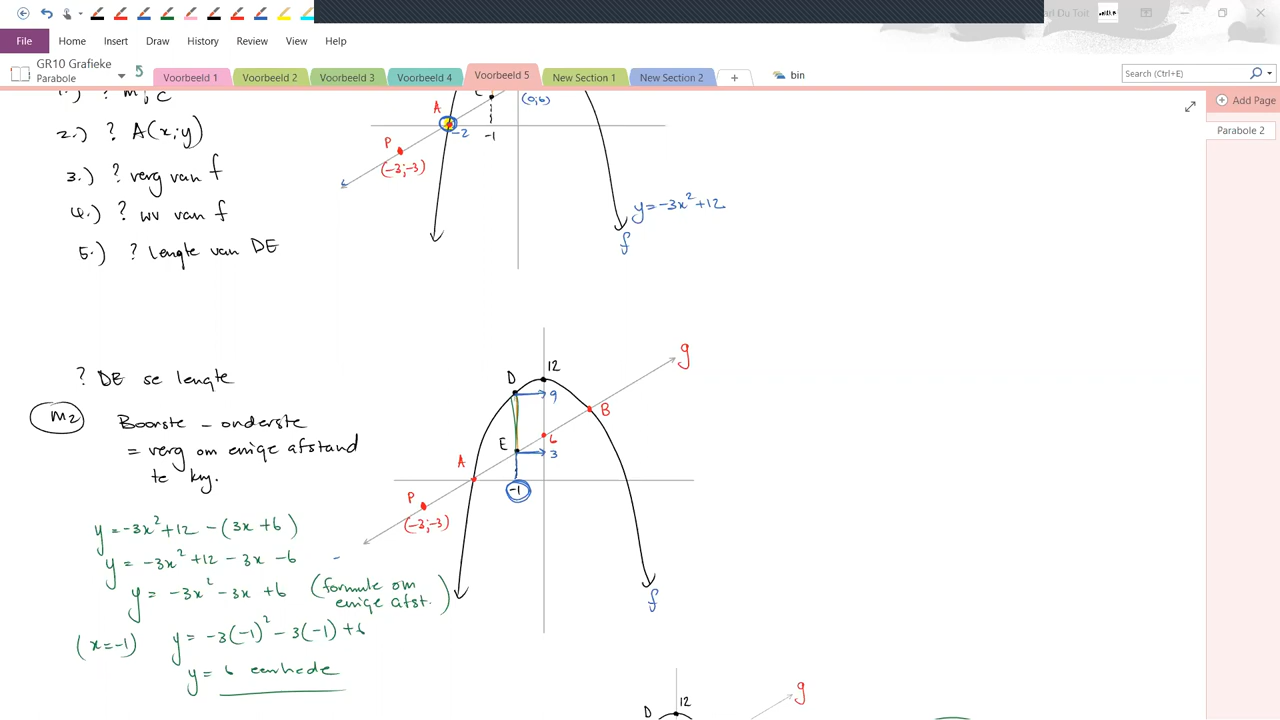 arl Du Toit
File Home Insert Draw History Review View Help
GR10 Grafieke
Parabole
Voorbeeld 1 Voorbeeld 2 Voorbeeld 3 Voorbeeld 4 Voorbeeld 5 New Section 1 New Section 2 + bin
Search (Ctrl+E)
Add Page
Parabole 2
1.) ? m, c
2.) ? A(x;y)
3.) ? verg van f
4.) ? wv van f
5.) ? lengte van DE
A
-2
-1
(0;6)
P
(-3;-3)
y = -3x²+12
f
? DE se lengte
m2
Boorste - onderste
= verg om enige afstand
te kry.
y = -3x²+12 - (3x+6)
y = -3x²+12 - 3x - 6
y = -3x² - 3x + 6 (formule om
enige afst.)
(x=-1) y = -3(-1)² - 3(-1) + 6
y = 6 eenhede
D
12
g
9
B
6
E
3
A
-1
P
(-3;-3)
f
D
12
g